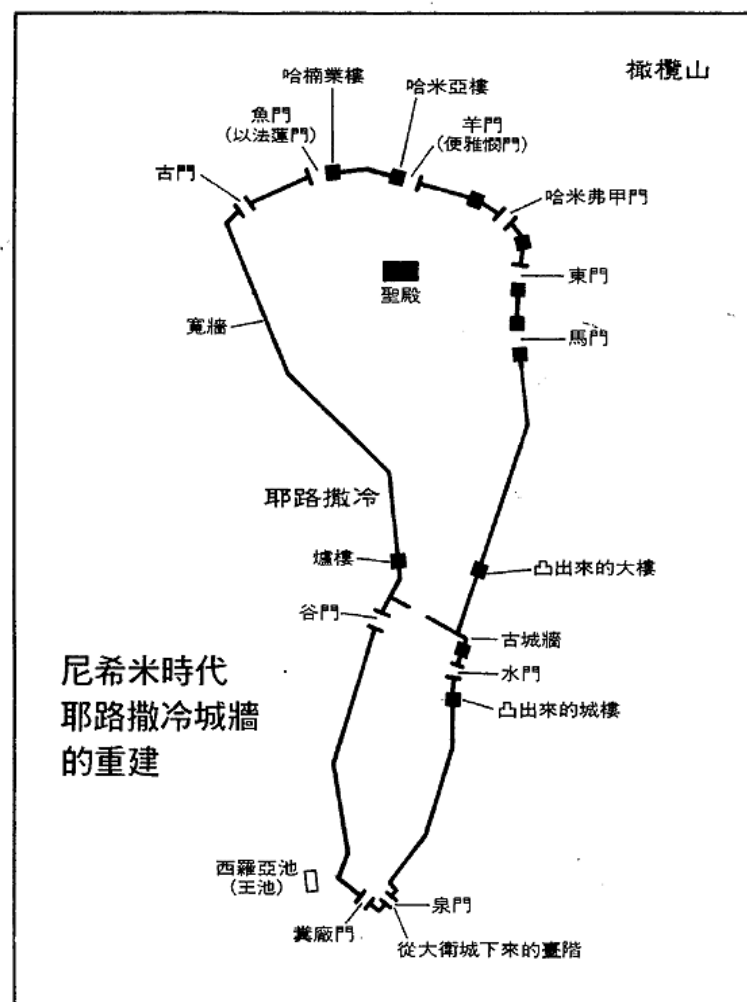 橄欖山
哈楠業樓
哈米亞樓
魚門
(以法蓮門)
羊門
(便雅憫門)
古門
哈米弗甲門
東門
聖殿
寬牆
馬門
耶路撒冷
爐樓
凸出來的大樓
谷門
古城牆
水門
凸出來的城樓
尼希米時代
耶路撒冷城牆
的重建
西羅亞池
(王池)
泉門
糞廠門
從大衛城下來的臺階